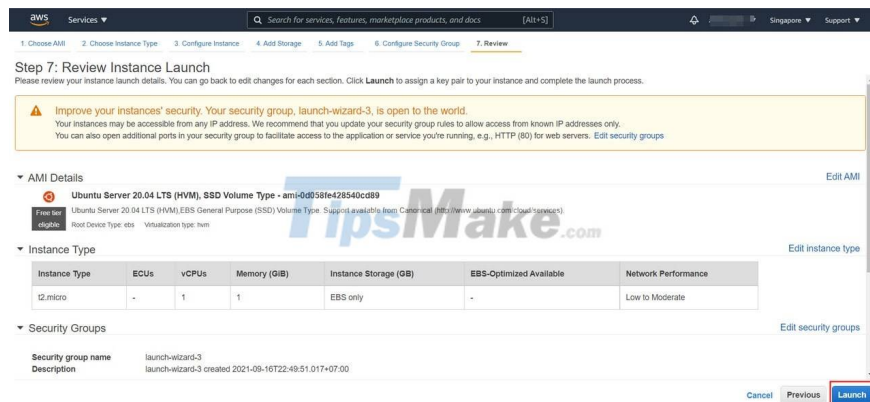 aws Services ▼ Search for services, features, marketplace products, and docs [Alt+S] Singapore ▼ Support ▼
1. Choose AMI 2. Choose Instance Type 3. Configure Instance 4. Add Storage 5. Add Tags 6. Configure Security Group 7. Review
Step 7: Review Instance Launch
Please review your instance launch details. You can go back to edit changes for each section. Click Launch to assign a key pair to your instance and complete the launch process.
Improve your instances' security. Your security group, launch-wizard-3, is open to the world.
Your instances may be accessible from any IP address. We recommend that you update your security group rules to allow access from known IP addresses only.
You can also open additional ports in your security group to facilitate access to the application or service you're running, e.g., HTTP (80) for web servers. Edit security groups
AMI Details Edit AMI
Ubuntu Server 20.04 LTS (HVM), SSD Volume Type - ami-0d058fe428540cd89
Free tier eligible
Ubuntu Server 20.04 LTS (HVM),EBS General Purpose (SSD) Volume Type. Support available from Canonical (http://www.ubuntu.com/cloud/services).
Root Device Type: ebs Virtualization type: hvm
TipsMake.com
Instance Type Edit instance type
Instance Type ECUs vCPUs Memory (GiB) Instance Storage (GB) EBS-Optimized Available Network Performance
t2.micro - 1 1 EBS only - Low to Moderate
Security Groups Edit security groups
Security group name launch-wizard-3
Description launch-wizard-3 created 2021-09-16T22:49:51.017+07:00
Cancel Previous Launch